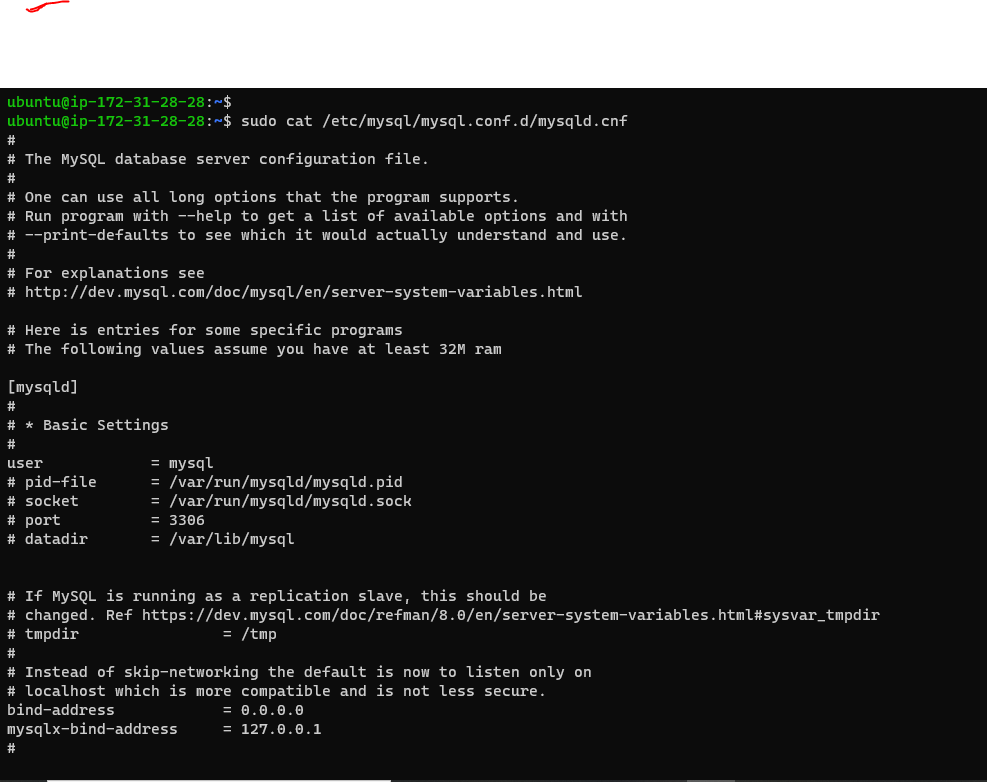 ubuntu@ip-172-31-28-28:~$
ubuntu@ip-172-31-28-28:~$ sudo cat /etc/mysql/mysql.conf.d/mysqld.cnf
#
# The MySQL database server configuration file.
#
# One can use all long options that the program supports.
# Run program with --help to get a list of available options and with
# --print-defaults to see which it would actually understand and use.
#
# For explanations see
# http://dev.mysql.com/doc/mysql/en/server-system-variables.html

# Here is entries for some specific programs
# The following values assume you have at least 32M ram

[mysqld]
#
# * Basic Settings
#
user            = mysql
# pid-file      = /var/run/mysqld/mysqld.pid
# socket        = /var/run/mysqld/mysqld.sock
# port          = 3306
# datadir       = /var/lib/mysql


# If MySQL is running as a replication slave, this should be
# changed. Ref https://dev.mysql.com/doc/refman/8.0/en/server-system-variables.html#sysvar_tmpdir
# tmpdir                = /tmp
#
# Instead of skip-networking the default is now to listen only on
# localhost which is more compatible and is not less secure.
bind-address            = 0.0.0.0
mysqlx-bind-address     = 127.0.0.1
#